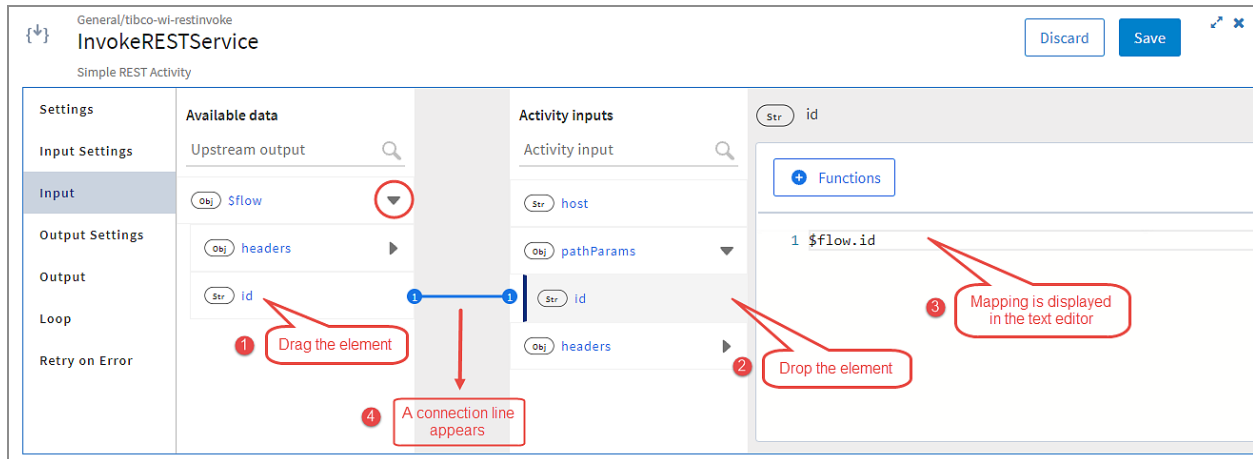 General/tibco-wi-restinvoke
InvokeRESTService
Simple REST Activity
Discard
Save
Settings
Input Settings
Input
Output Settings
Output
Loop
Retry on Error
Available data
Upstream output
Obj $flow
Obj headers
Str id
1 Drag the element
1 1
4 A connection line
appears
Activity inputs
Activity input
Str host
Obj pathParams
Str id
Obj headers
2 Drop the element
Str id
Functions
1 $flow.id
3 Mapping is displayed
in the text editor